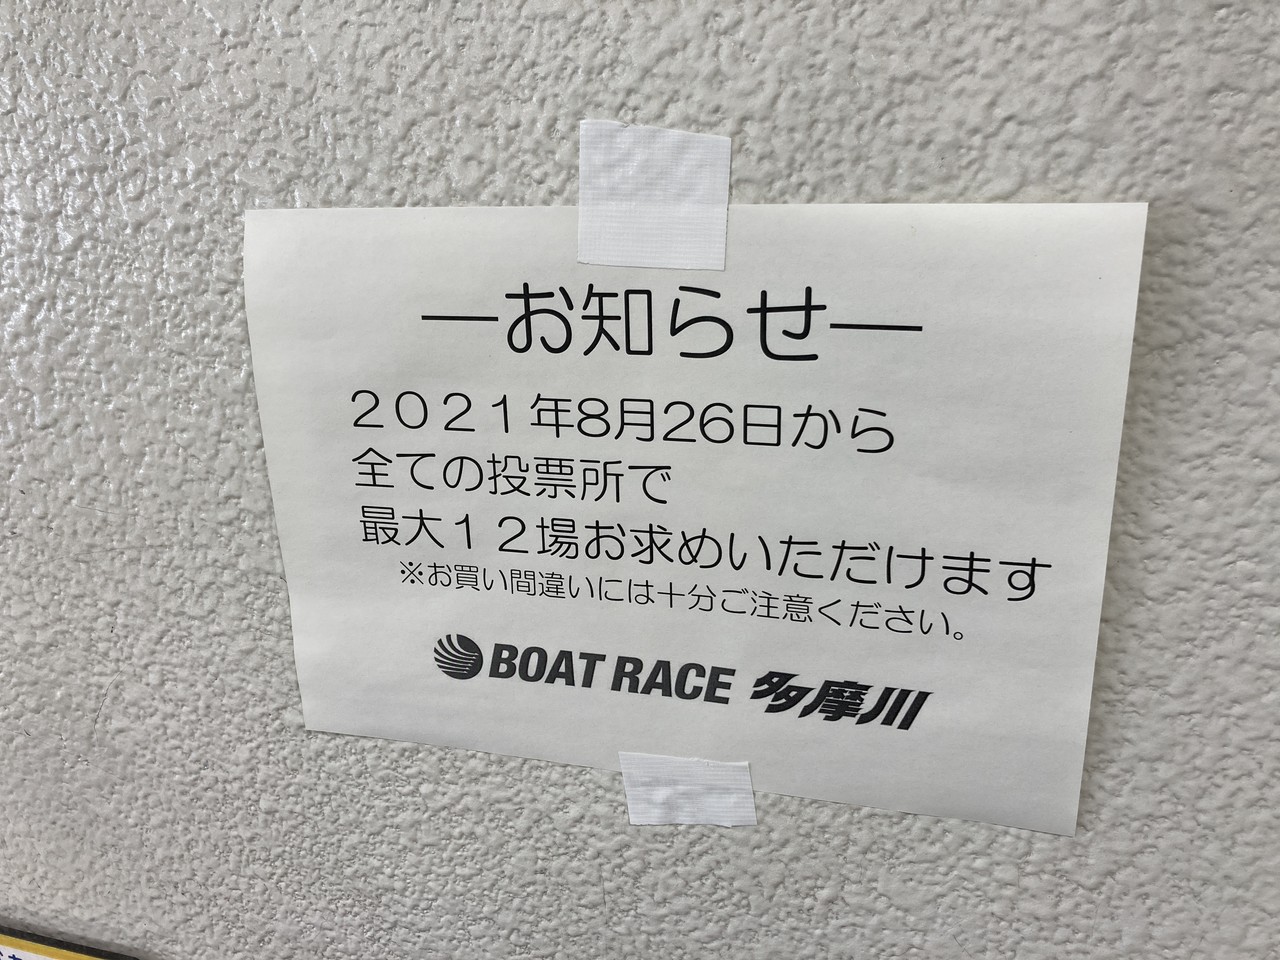 ―お知らせ―
２０２１年8月26日から
全ての投票所で
最大１２場お求めいただけます
※お買い間違いには十分ご注意ください。
BOAT RACE 多摩川